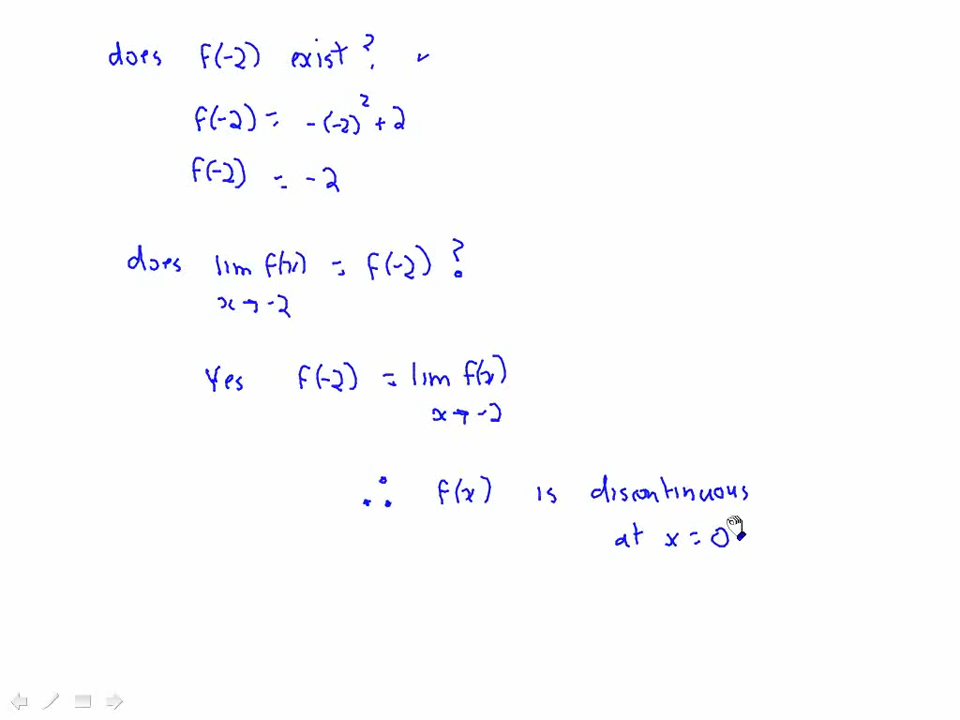 does f(-2) exist? ✓
f(-2) = -(-2)² + 2
f(-2) = -2
does lim f(x) = f(-2) ?
x→-2
Yes f(-2) = lim f(x)
x→-2
∴ f(x) is discontinuous
at x = 0